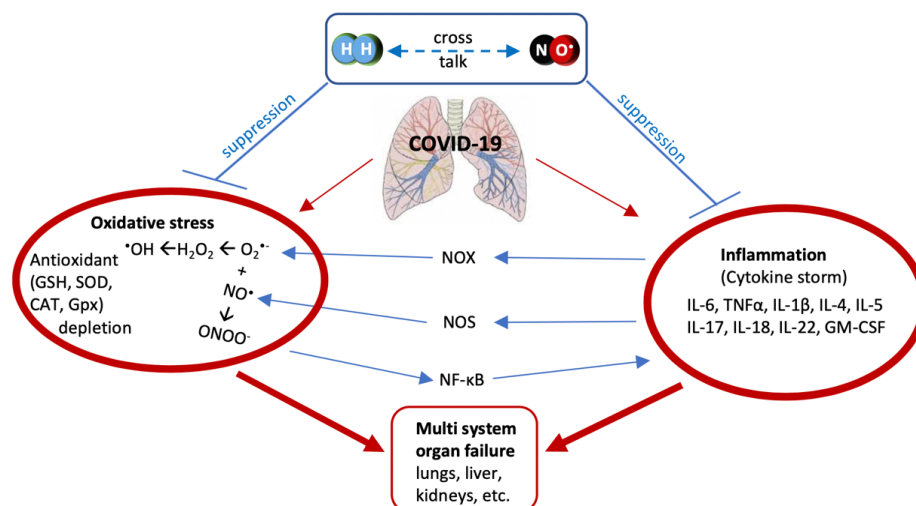 H H
cross
talk
N O•
suppression
suppression
COVID-19
Oxidative stress
•OH ←H₂O₂ ← O₂•-
Antioxidant
(GSH, SOD,
CAT, Gpx)
depletion
+
NO•
↓
ONOO⁻
NOX
NOS
NF-κB
Inflammation
(Cytokine storm)
IL-6, TNFα, IL-1β, IL-4, IL-5
IL-17, IL-18, IL-22, GM-CSF
Multi system
organ failure
lungs, liver,
kidneys, etc.